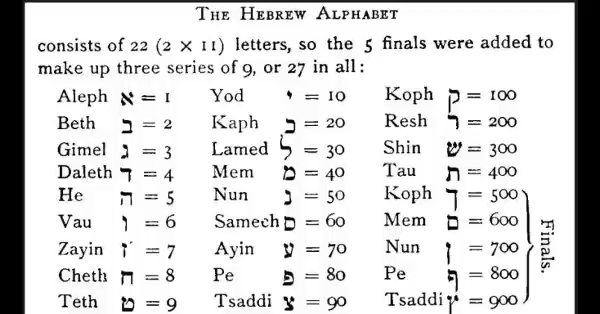 THE HEBREW ALPHABET
consists of 22 (2 × 11) letters, so the 5 finals were added to
make up three series of 9, or 27 in all:
Aleph א = 1 Yod י = 10 Koph ק = 100
Beth ב = 2 Kaph כ = 20 Resh ר = 200
Gimel ג = 3 Lamed ל = 30 Shin ש = 300
Daleth ד = 4 Mem מ = 40 Tau ת = 400
He ה = 5 Nun נ = 50 Koph ך = 500
Vau ו = 6 Samech ס = 60 Mem ם = 600
Zayin ז = 7 Ayin ע = 70 Nun ן = 700
Cheth ח = 8 Pe פ = 80 Pe ף = 800
Teth ט = 9 Tsaddi צ = 90 Tsaddi ץ = 900
Finals.